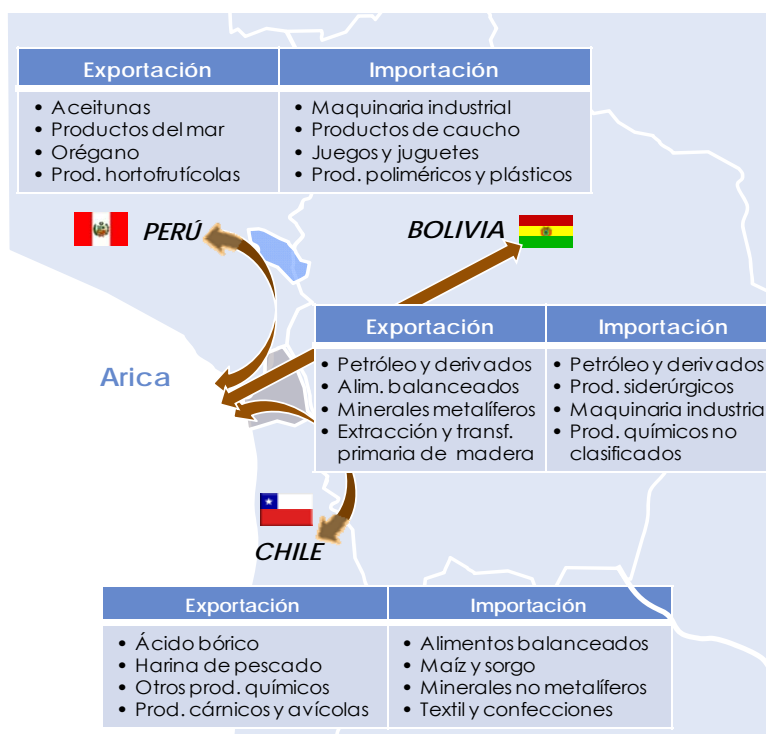 Exportación
Importación
• Aceitunas
• Productos del mar
• Orégano
• Prod. hortofrutícolas
• Maquinaria industrial
• Productos de caucho
• Juegos y juguetes
• Prod. poliméricos y plásticos
PERÚ
BOLIVIA
Arica
Exportación
Importación
• Petróleo y derivados
• Alim. balanceados
• Minerales metalíferos
• Extracción y transf.
primaria de madera
• Petróleo y derivados
• Prod. siderúrgicos
• Maquinaria industria
• Prod. químicos no
clasificados
CHILE
Exportación
Importación
• Ácido bórico
• Harina de pescado
• Otros prod. químicos
• Prod. cárnicos y avícolas
• Alimentos balanceados
• Maíz y sorgo
• Minerales no metalíferos
• Textil y confecciones